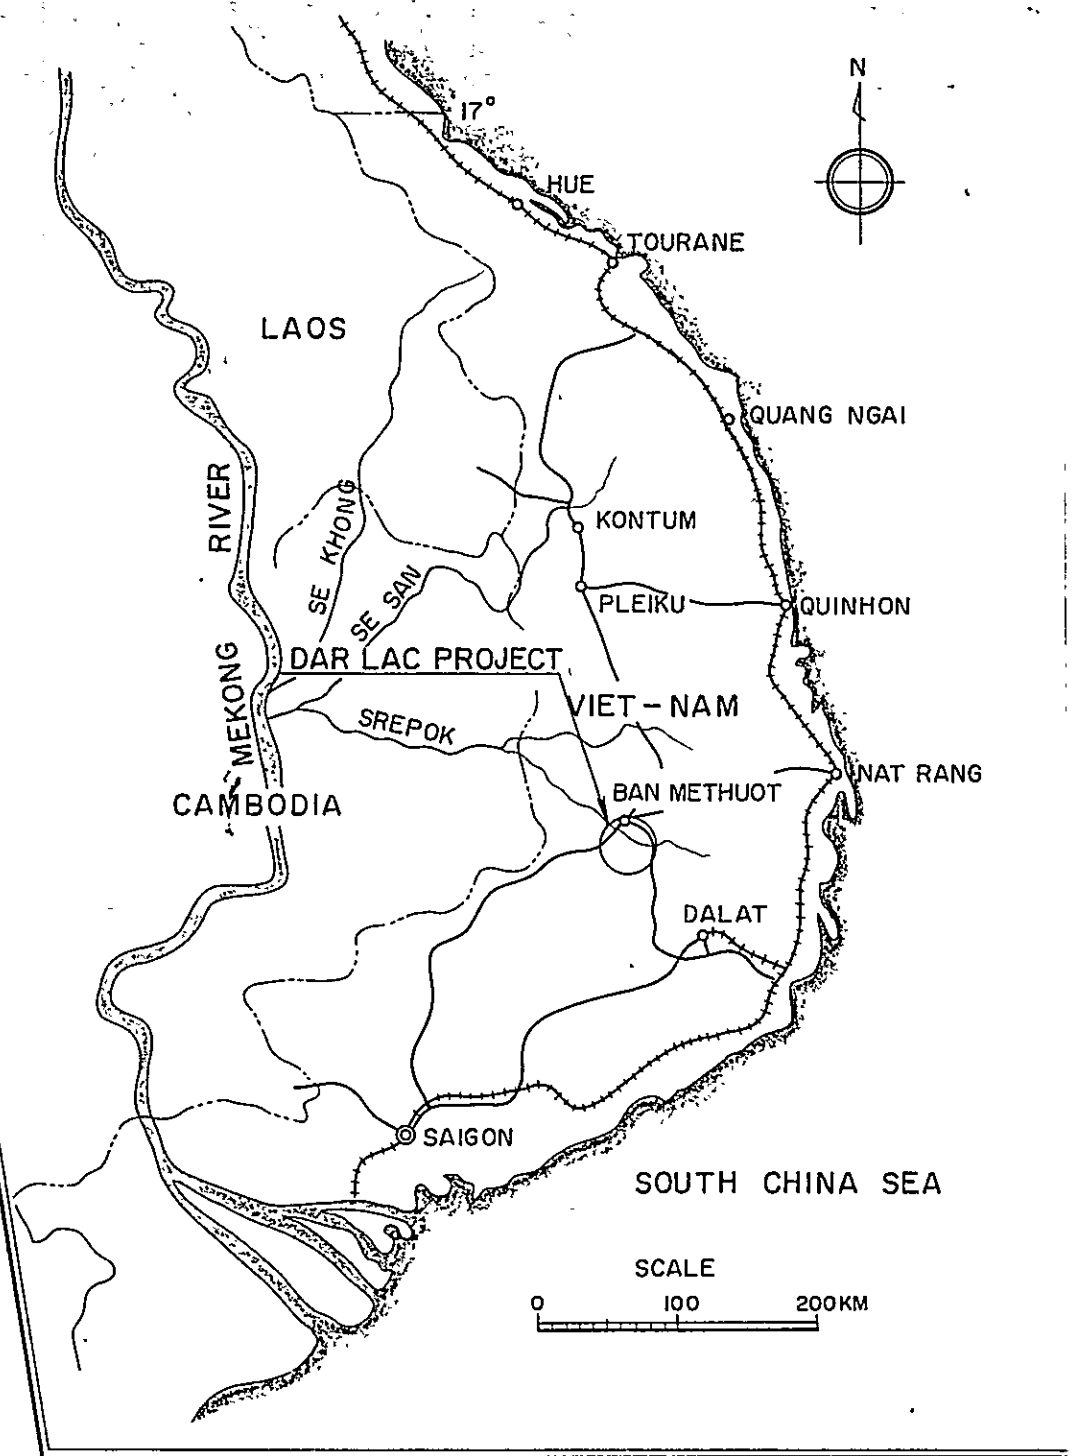 N
17°
HUE
TOURANE
LAOS
QUANG NGAI
RIVER
SE KHONG
KONTUM
SE SAN
PLEIKU
QUINHON
DAR LAC PROJECT
MEKONG
SREPOK
VIET-NAM
NAT RANG
BAN METHUOT
CAMBODIA
DALAT
SAIGON
SOUTH CHINA SEA
SCALE
0 100 200KM